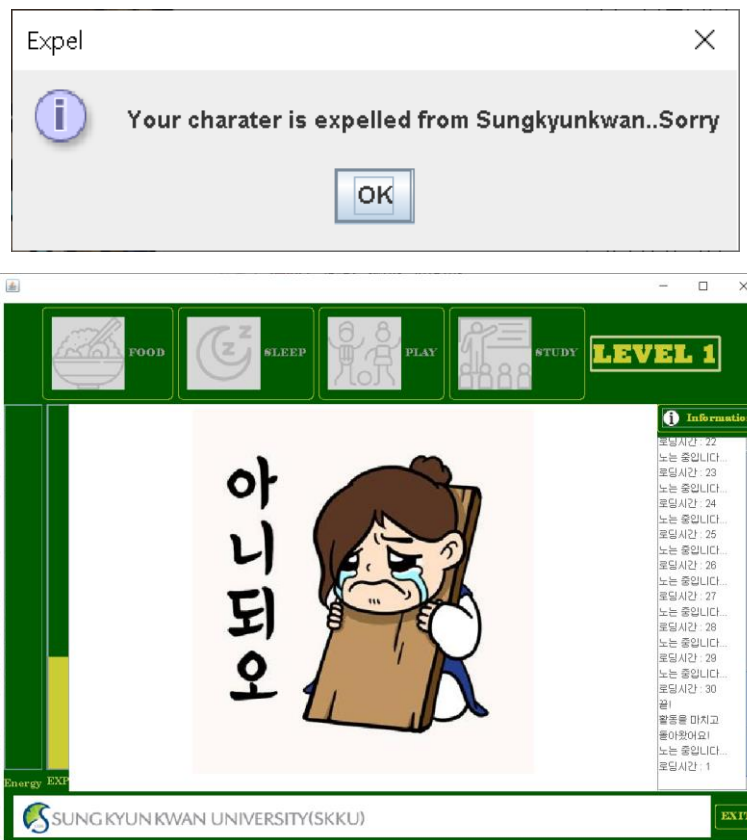 Expel
Your charater is expelled from Sungkyunkwan..Sorry
OK
FOOD
SLEEP
PLAY
STUDY
LEVEL 1
아니되오
Informatio
로딩시간 : 22
노는 중입니다...
로딩시간 : 23
노는 중입니다...
로딩시간 : 24
노는 중입니다...
로딩시간 : 25
노는 중입니다...
로딩시간 : 26
노는 중입니다...
로딩시간 : 27
노는 중입니다...
로딩시간 : 28
노는 중입니다...
로딩시간 : 29
노는 중입니다...
로딩시간 : 30
끝!
활동을 마치고
돌아왔어요!
노는 중입니다...
로딩시간 : 1
Energy EXP
SUNG KYUN KWAN UNIVERSITY(SKKU)
EXIT